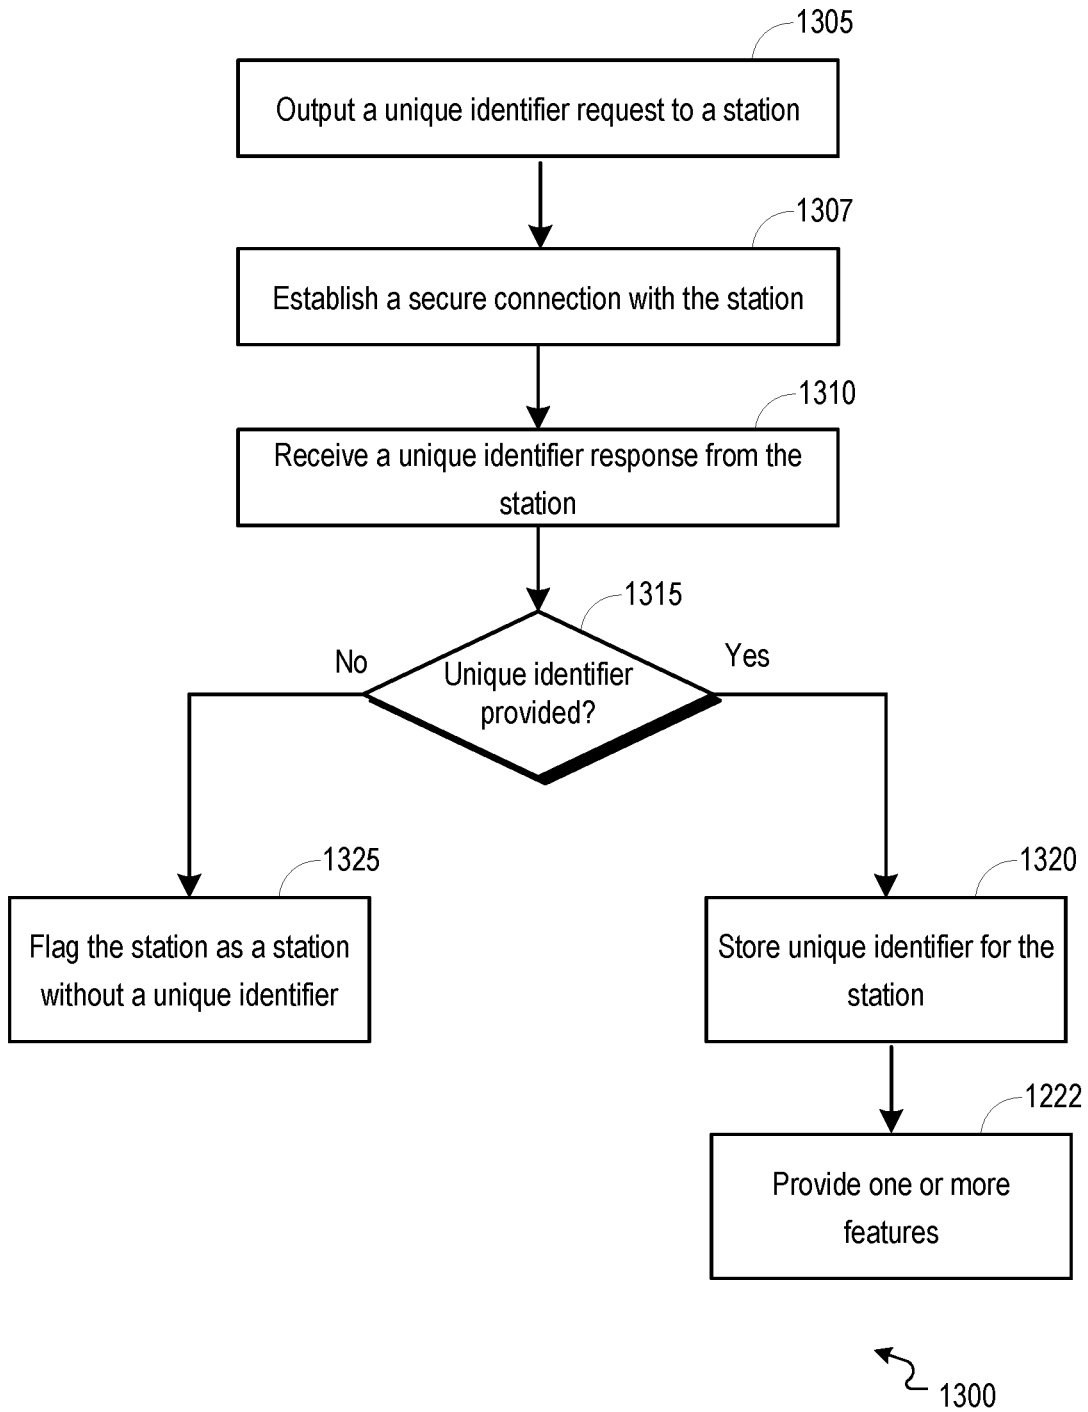 1305
Output a unique identifier request to a station
1307
Establish a secure connection with the station
1310
Receive a unique identifier response from the
station
1315
No
Yes
Unique identifier
provided?
1325
Flag the station as a station
without a unique identifier
1320
Store unique identifier for the
station
1222
Provide one or more
features
1300